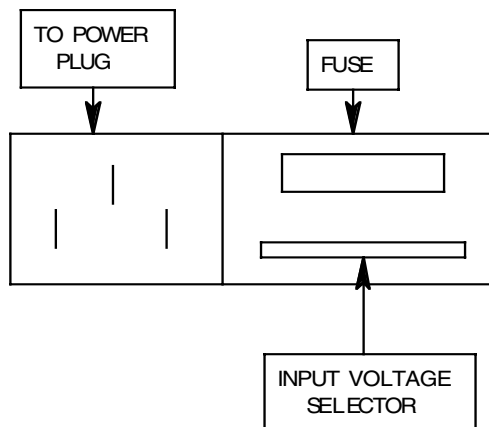 TO POWER
PLUG
FUSE
INPUT VOLTAGE
SELECTOR